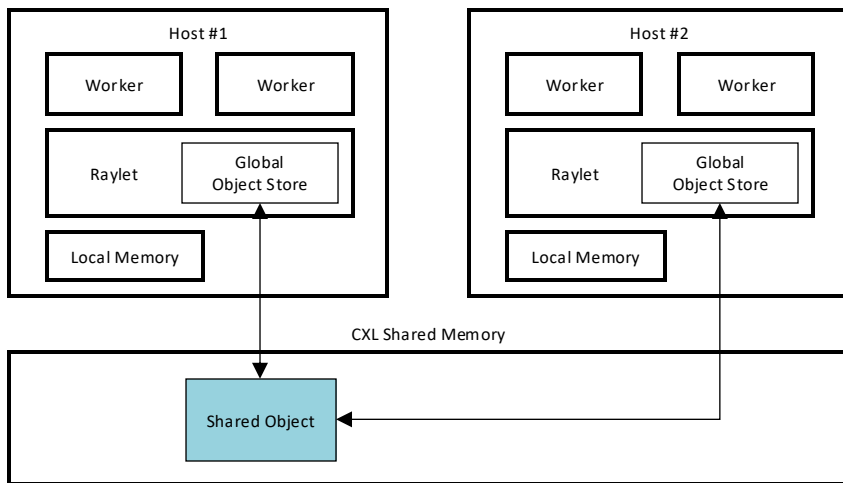 Host #1
Worker
Worker
Raylet
Global
Object Store
Local Memory
Host #2
Worker
Worker
Raylet
Global
Object Store
Local Memory
CXL Shared Memory
Shared Object